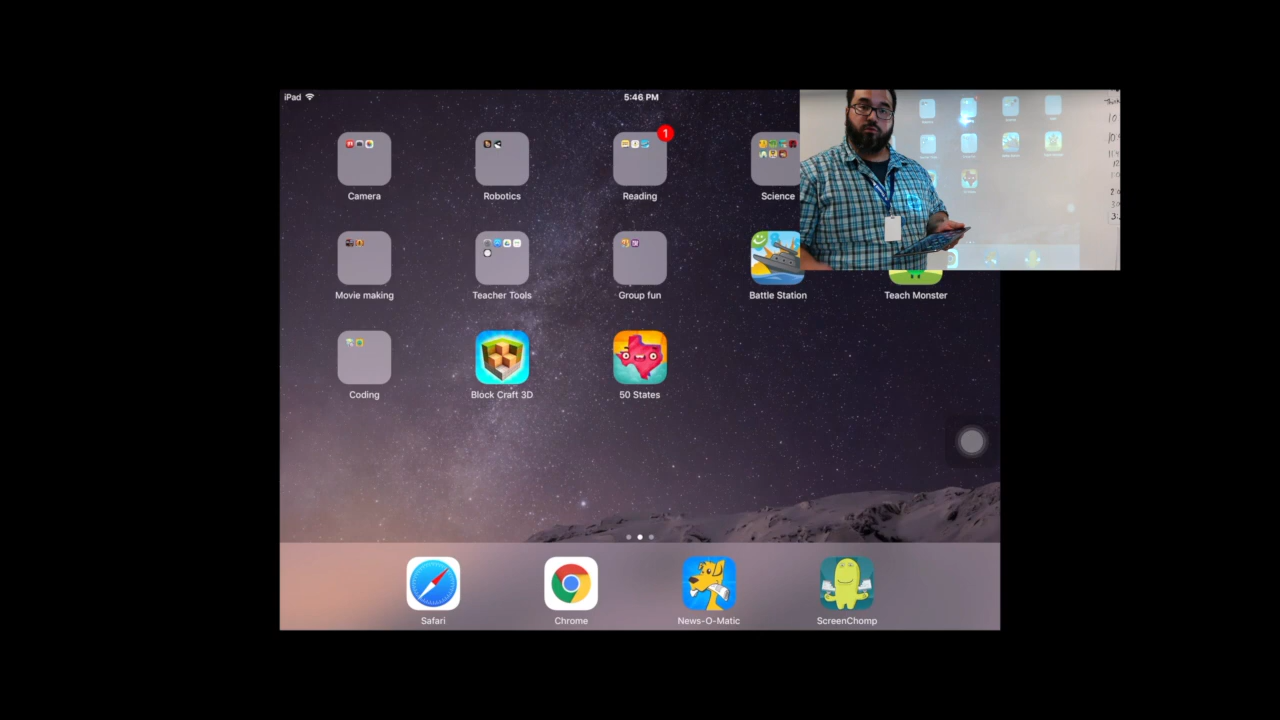 iPad 5:46 PM
1
Camera Robotics Reading Science
Movie making Teacher Tools Group fun Battle Station Teach Monster
Coding Block Craft 3D 50 States
Safari Chrome News-O-Matic ScreenChomp